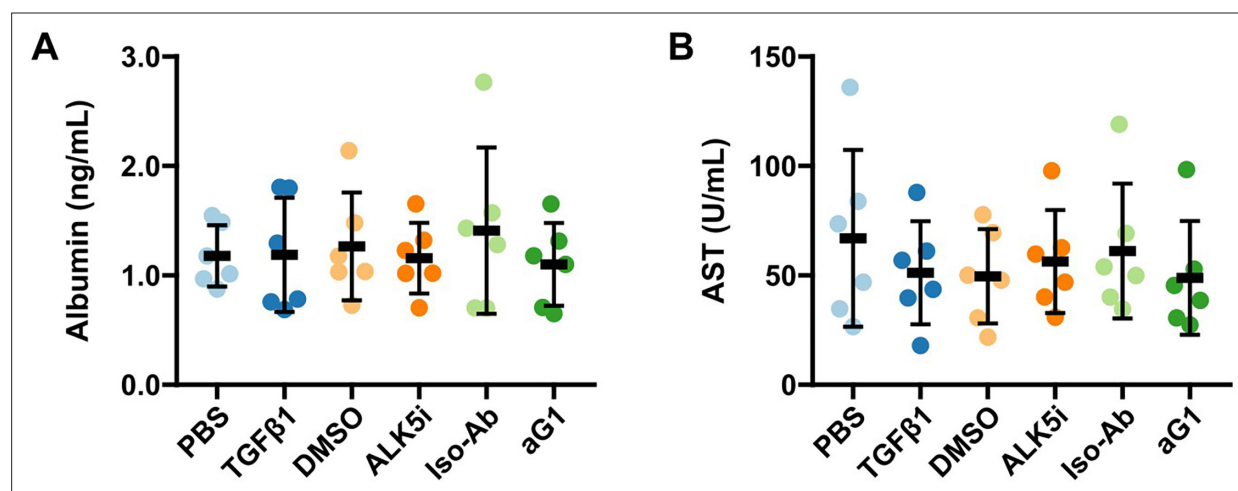 A
Albumin (ng/mL)
3.0
2.0
1.0
0.0
PBS
TGFβ1
DMSO
ALK5i
Iso-Ab
aG1
B
AST (U/mL)
150
100
50
0
PBS
TGFβ1
DMSO
ALK5i
Iso-Ab
aG1